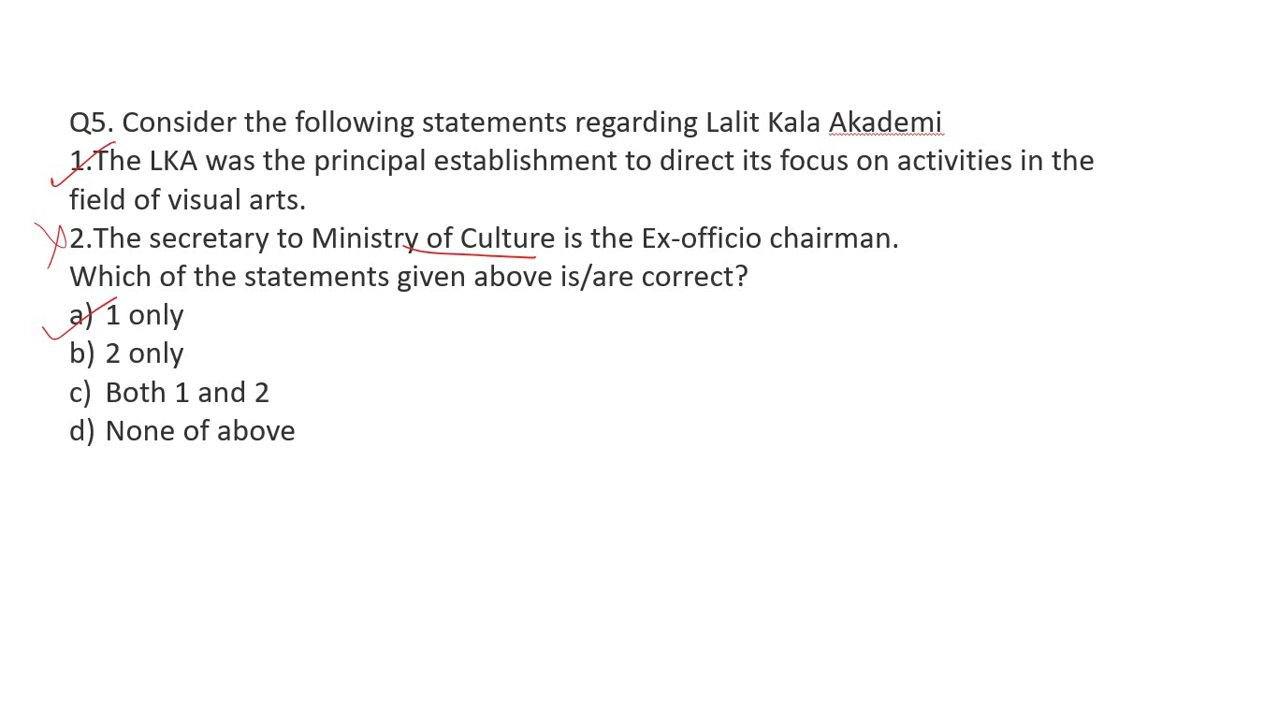 Q5. Consider the following statements regarding Lalit Kala Akademi
1.The LKA was the principal establishment to direct its focus on activities in the
field of visual arts.
2.The secretary to Ministry of Culture is the Ex-officio chairman.
Which of the statements given above is/are correct?
a) 1 only
b) 2 only
c) Both 1 and 2
d) None of above